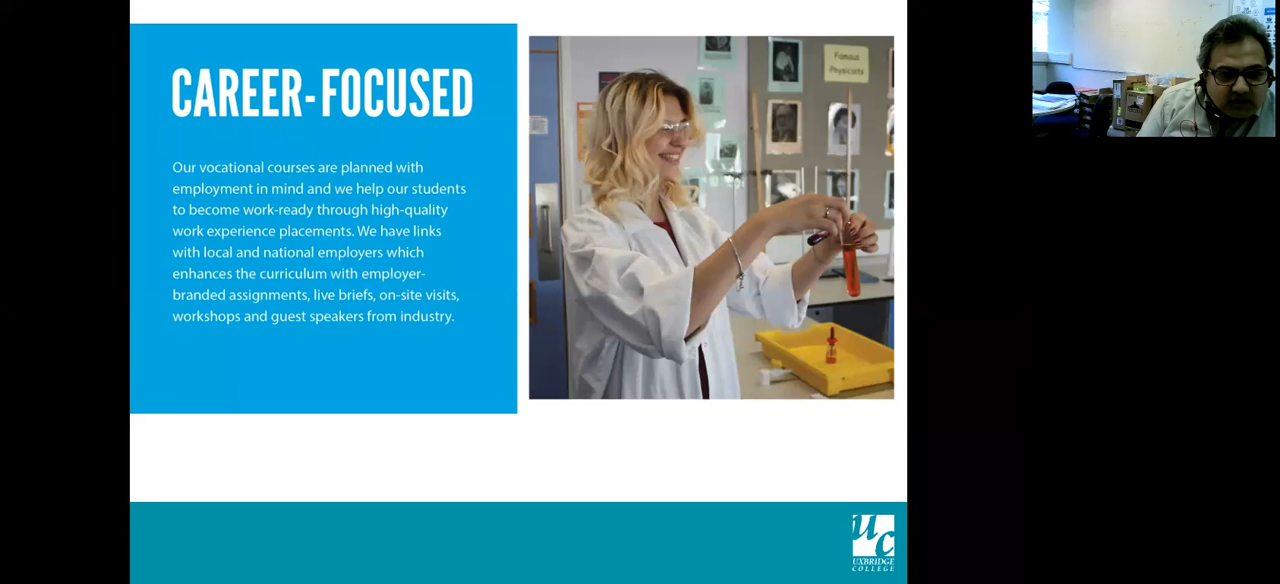 CAREER-FOCUSED
Our vocational courses are planned with
employment in mind and we help our students
to become work-ready through high-quality
work experience placements. We have links
with local and national employers which
enhances the curriculum with employer-
branded assignments, live briefs, on-site visits,
workshops and guest speakers from industry.
Famous
Physicists
UC
UXBRIDGE
COLLEGE